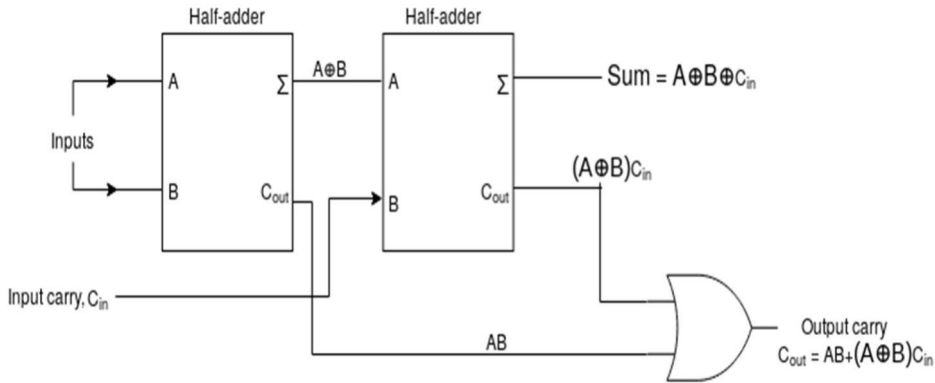 Half-adder
Half-adder
A⊕B
A
Σ
A
Σ
Sum = A⊕B⊕Cin
Inputs
(A⊕B)Cin
B
Cout
B
Cout
Input carry, Cin
Output carry
AB
Cout = AB+(A⊕B)Cin